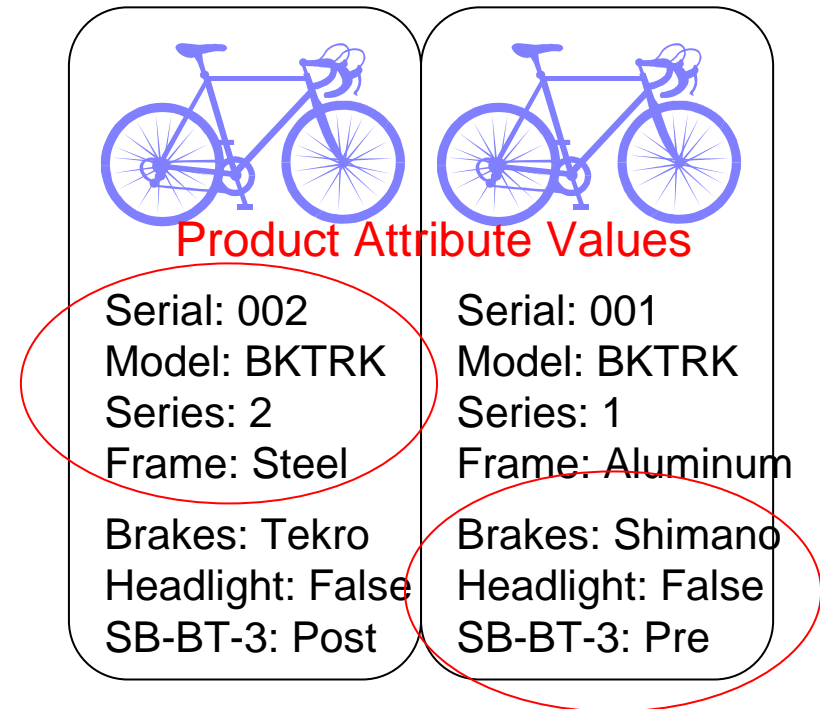 Product Attribute Values
Serial: 002
Model: BKTRK
Series: 2
Frame: Steel
Brakes: Tekro
Headlight: False
SB-BT-3: Post
Serial: 001
Model: BKTRK
Series: 1
Frame: Aluminum
Brakes: Shimano
Headlight: False
SB-BT-3: Pre